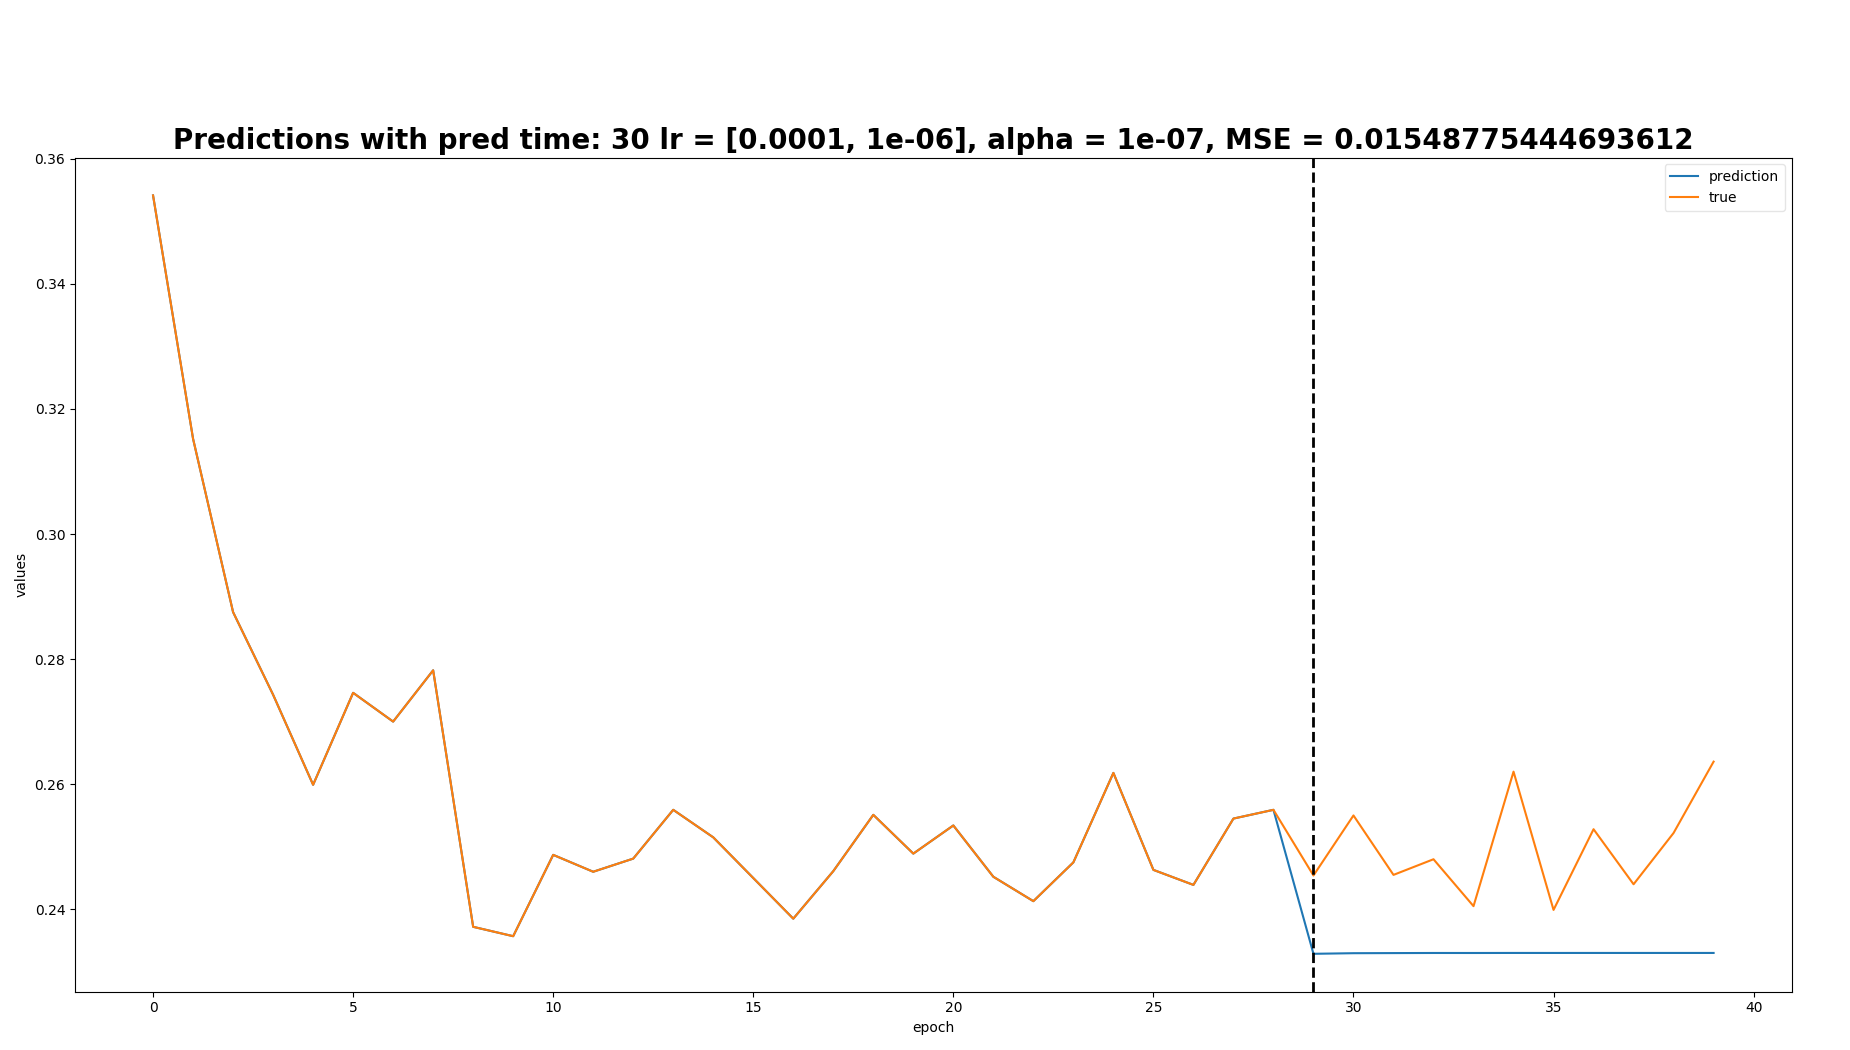 Predictions with pred time: 30 lr = [0.0001, 1e-06], alpha = 1e-07, MSE = 0.01548775444693612
0.36
0.34
0.32
0.30
0.28
0.26
0.24
values
prediction
true
0 5 10 15 20 25 30 35 40
epoch